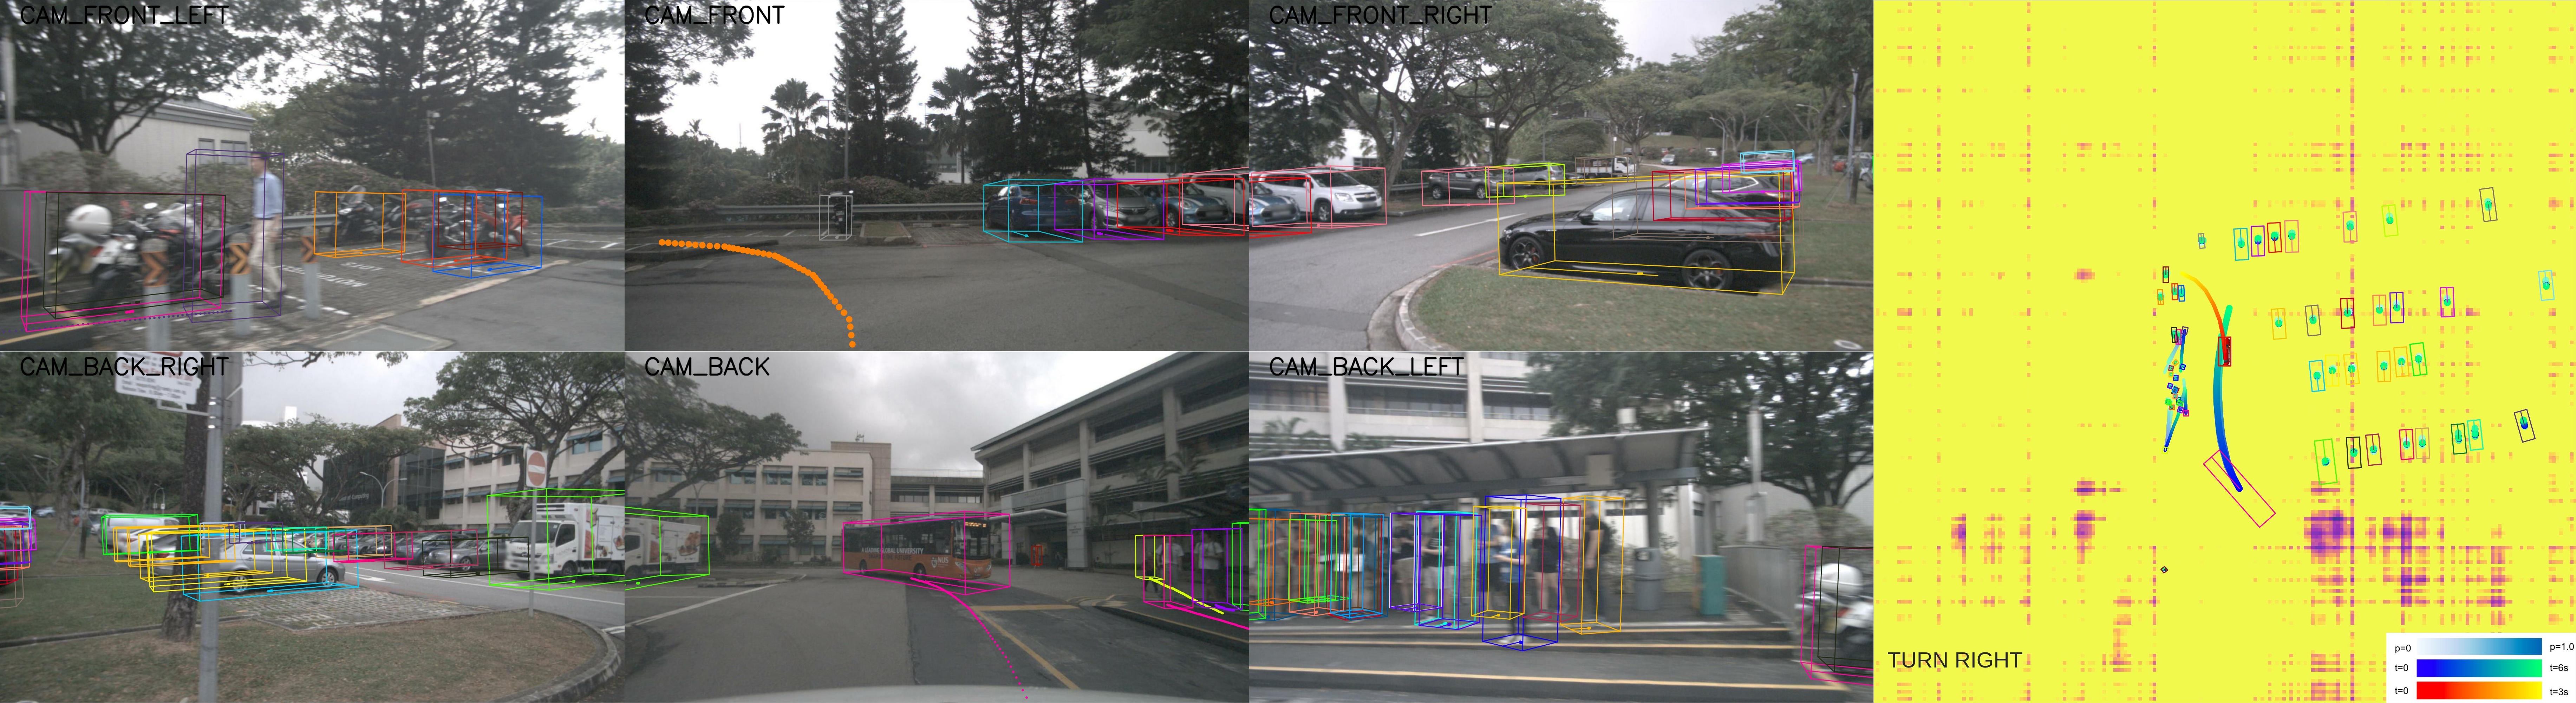 CAM_FRONT_LEFT
CAM_FRONT
CAM_FRONT_RIGHT
CAM_BACK_RIGHT
CAM_BACK
CAM_BACK_LEFT
TURN RIGHT
p=0
p=1.0
t=0
t=6s
t=0
t=3s